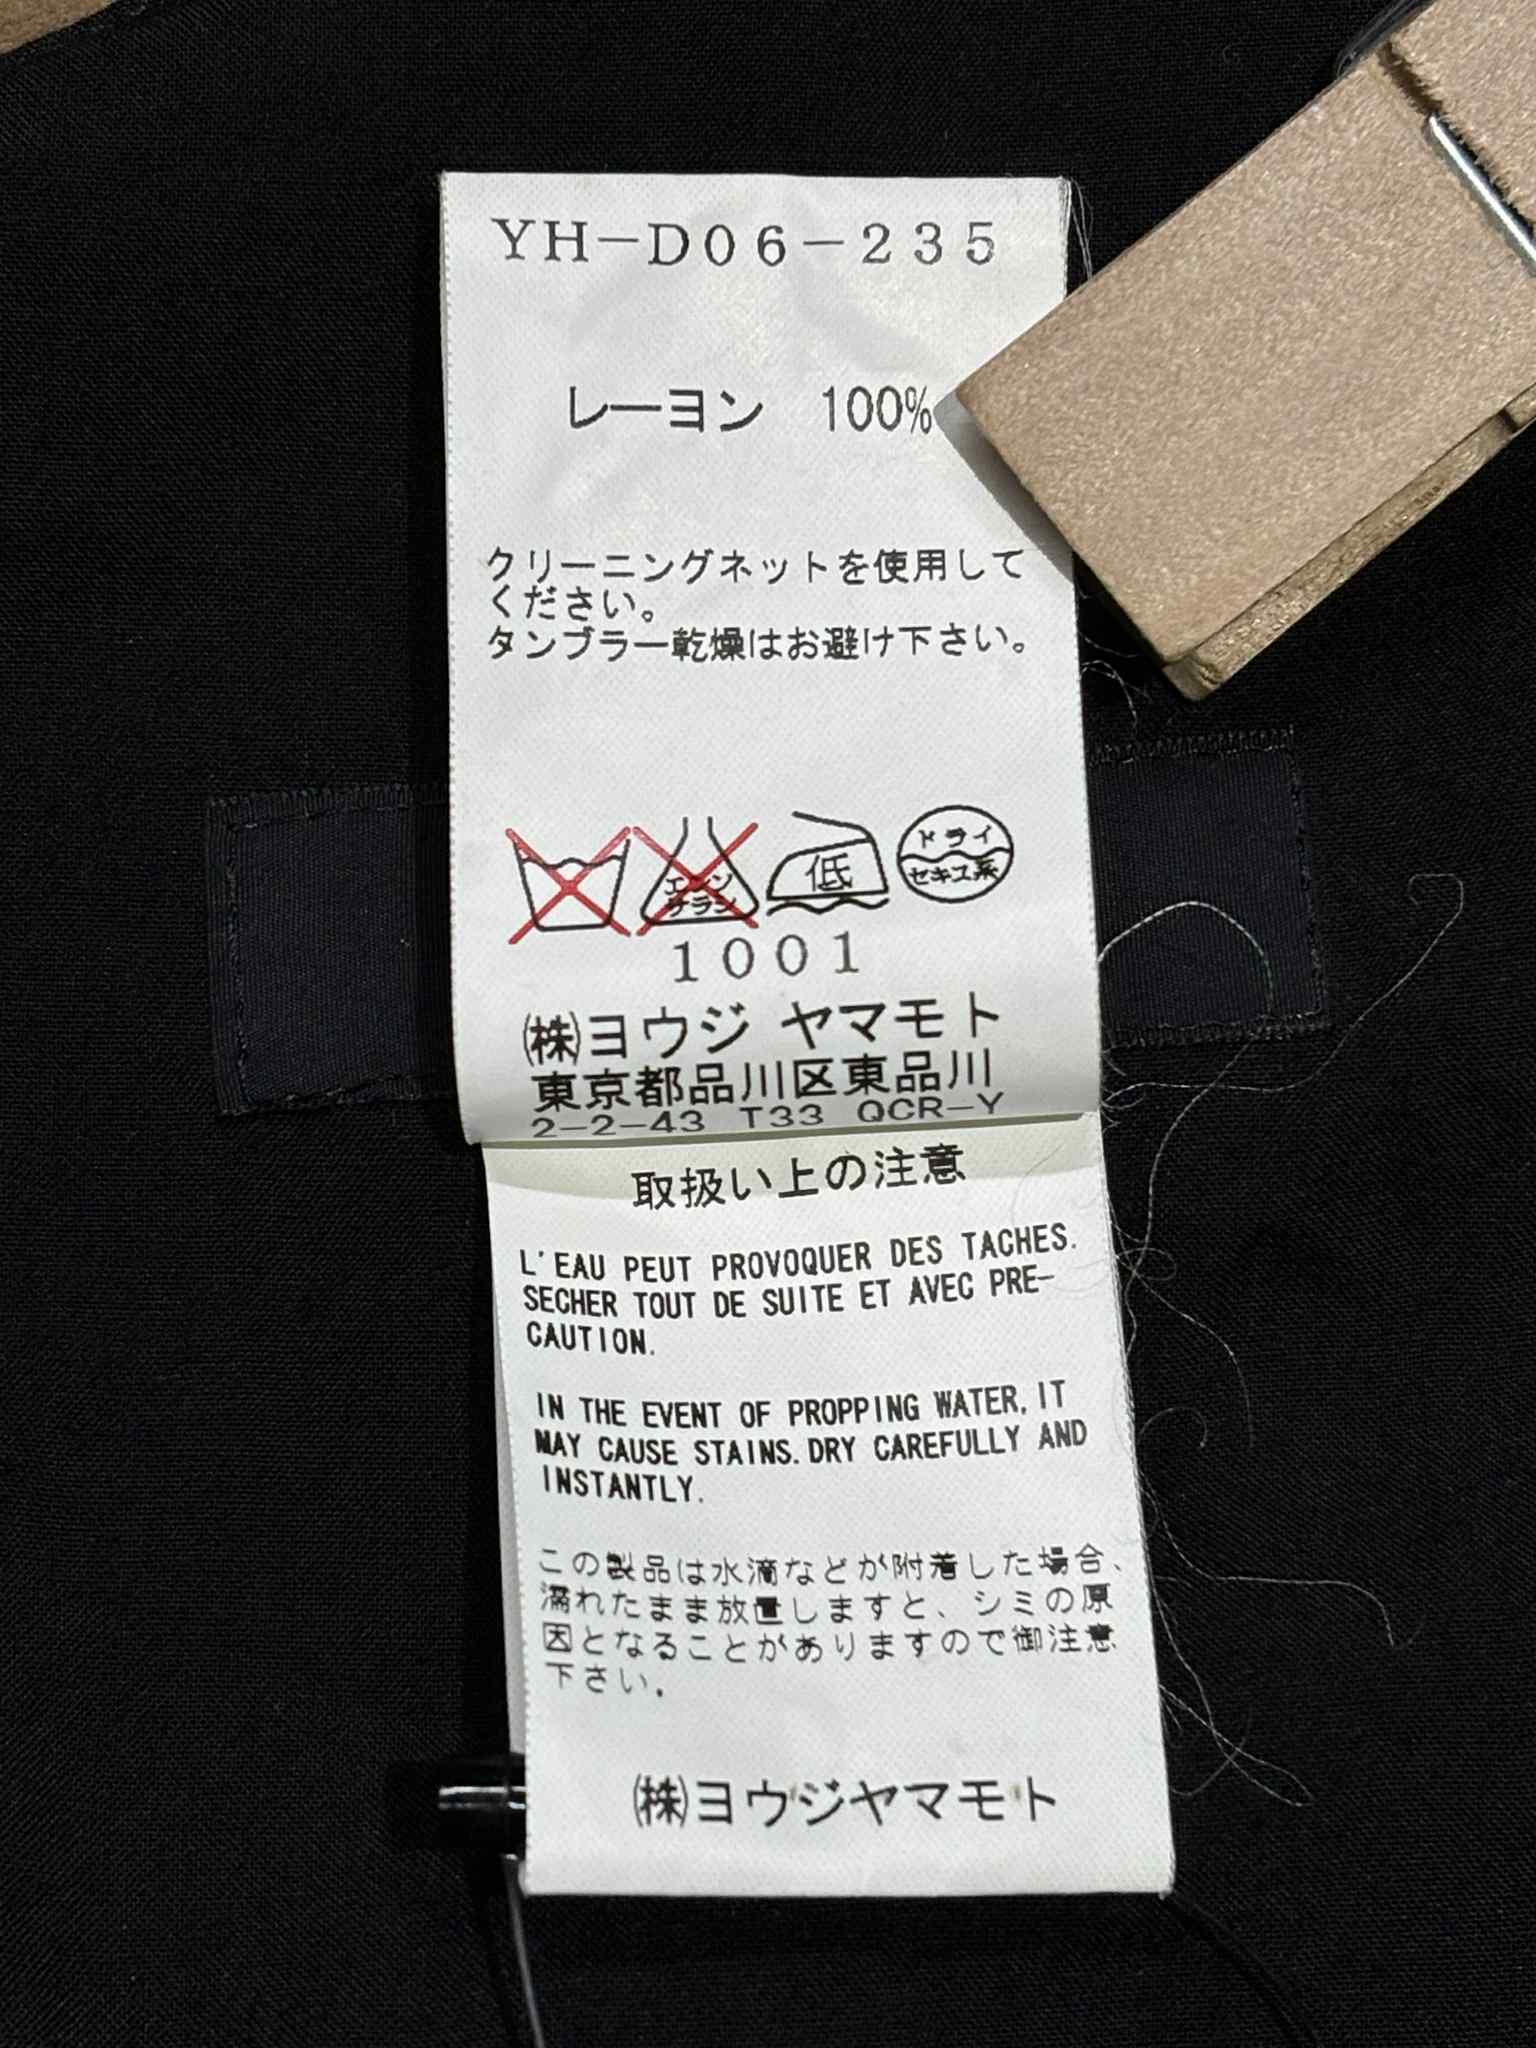 YH−D06−235
レーヨン 100%
クリーニングネットを使用して
ください。
タンブラー乾燥はお避け下さい。
エンソ
サラシ
低
ドライ
セキユ系
1001
㈱ヨウジ ヤマモト
東京都品川区東品川
2−2−43 T33 QCR−Y
取扱い上の注意
L'EAU PEUT PROVOQUER DES TACHES.
SECHER TOUT DE SUITE ET AVEC PRE-
CAUTION.
IN THE EVENT OF PROPPING WATER, IT
MAY CAUSE STAINS. DRY CAREFULLY AND
INSTANTLY.
この製品は水滴などが附着した場合、
濡れたまま放置しますと、シミの原
因となることがありますので御注意
下さい.
㈱ヨウジヤマモト